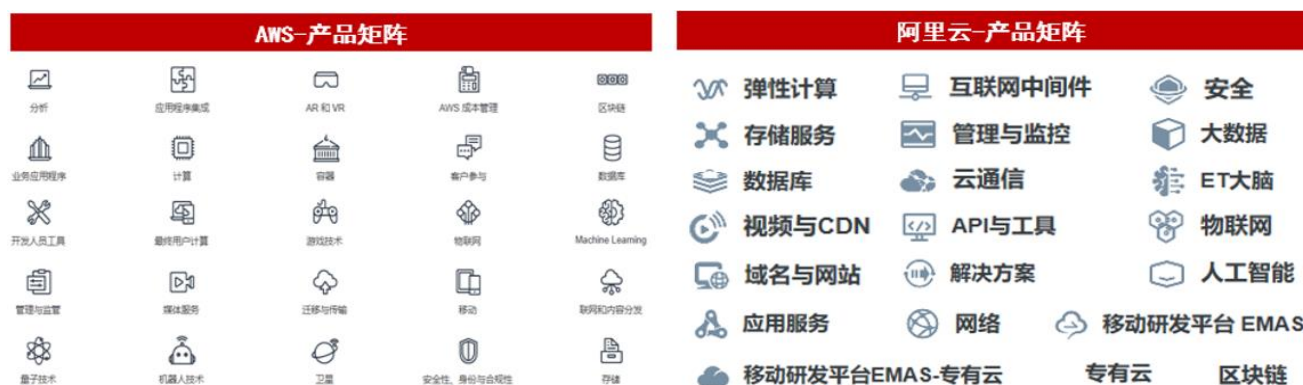 AWS-产品矩阵
分析 应用程序集成 AR 和 VR AWS 成本管理 区块链
业务应用程序 计算 容器 客户参与 数据库
开发人员工具 最终用户计算 游戏技术 物联网 Machine Learning
管理与监管 媒体服务 迁移与传输 移动 联网和内容分发
量子技术 机器人技术 卫星 安全性、身份与合规性 存储
阿里云-产品矩阵
弹性计算 互联网中间件 安全
存储服务 管理与监控 大数据
数据库 云通信 ET大脑
视频与CDN API与工具 物联网
域名与网站 解决方案 人工智能
应用服务 网络 移动研发平台 EMAS
移动研发平台EMAS-专有云 专有云 区块链